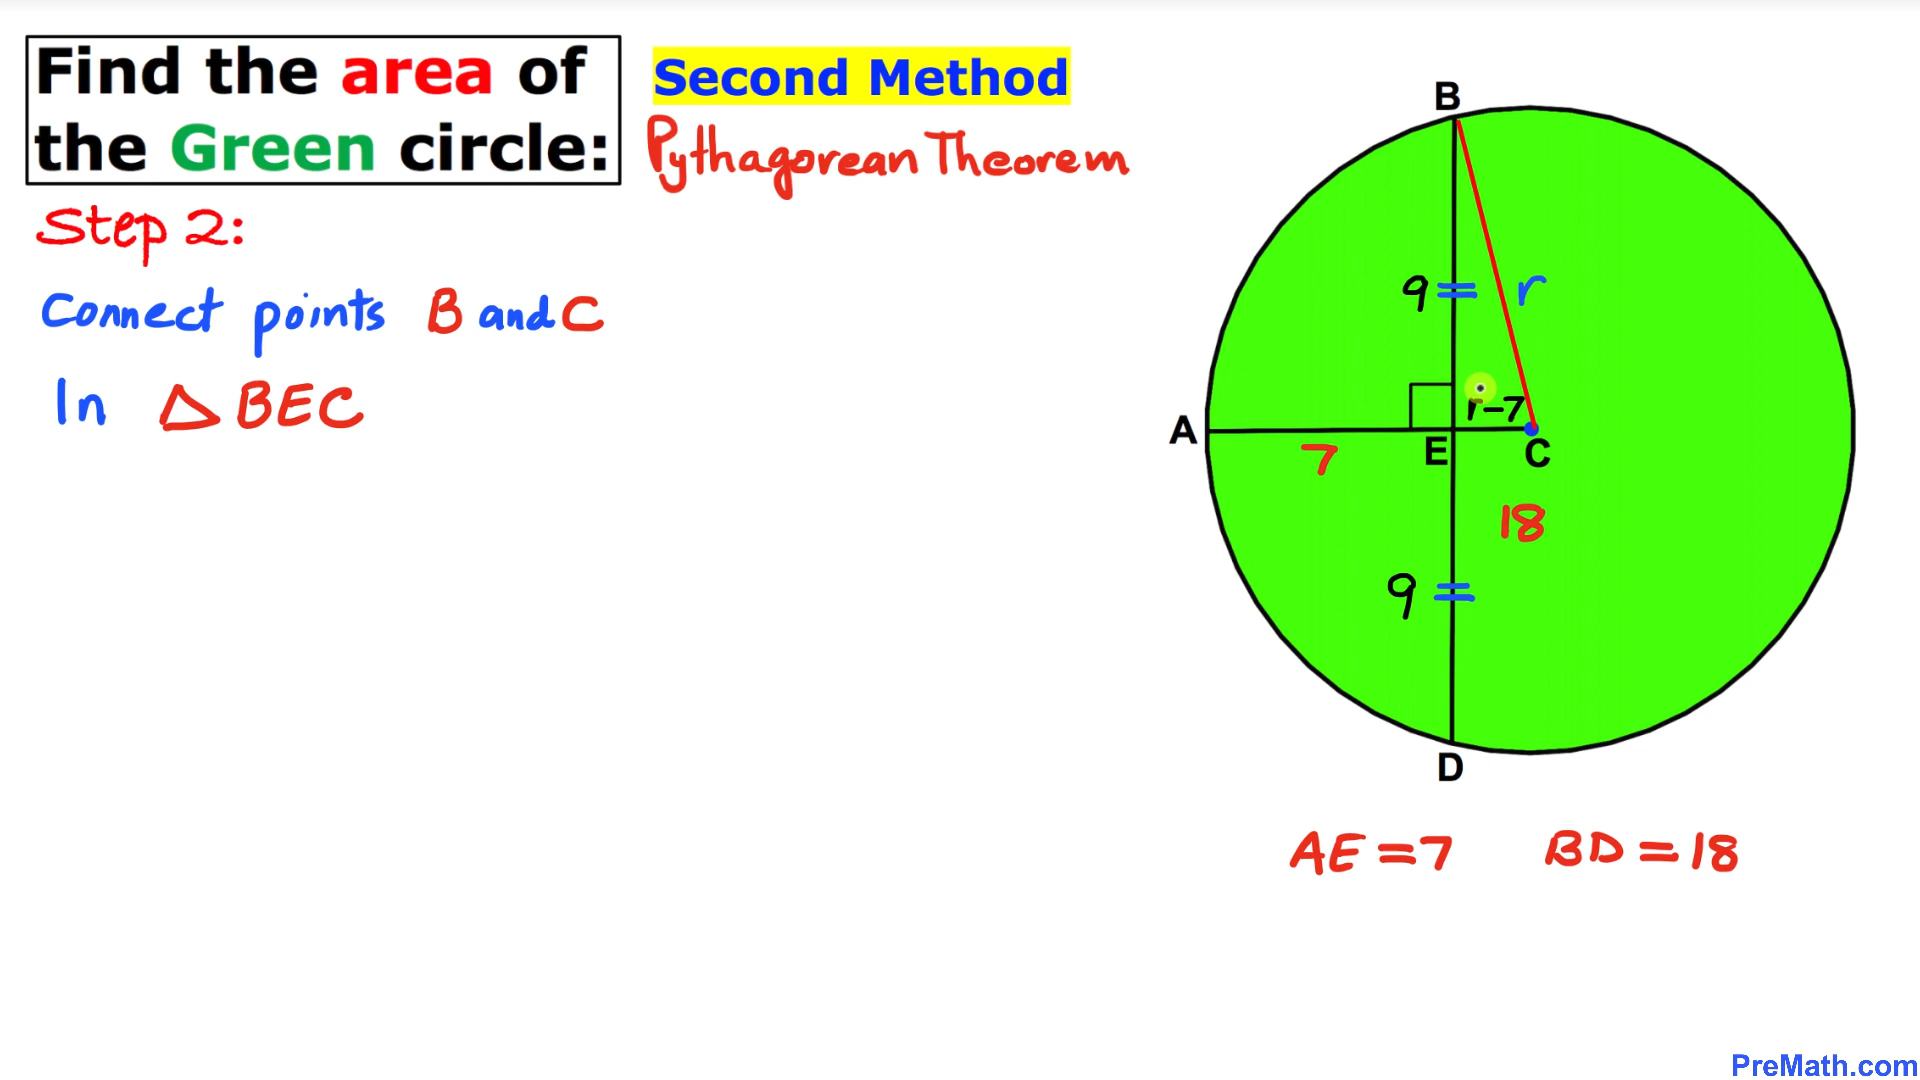 Find the area of
the Green circle:
Second Method
Pythagorean Theorem
Step 2:
Connect points B and C
In △ BEC
B
9 = r
r-7
A
E
C
7
18
9 =
D
AE = 7 BD = 18
PreMath.com